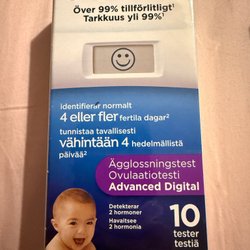 Över 99% tillförlitligt¹
Tarkkuus yli 99%¹
identifierar normalt
4 eller fler fertila dagar²
tunnistaa tavallisesti
vähintään 4 hedelmällistä
päivää²
Ägglossningstest
Ovulaatiotesti
Advanced Digital
Detekterar
2 hormoner
Havaitsee
2 hormonia
10
tester
testiä